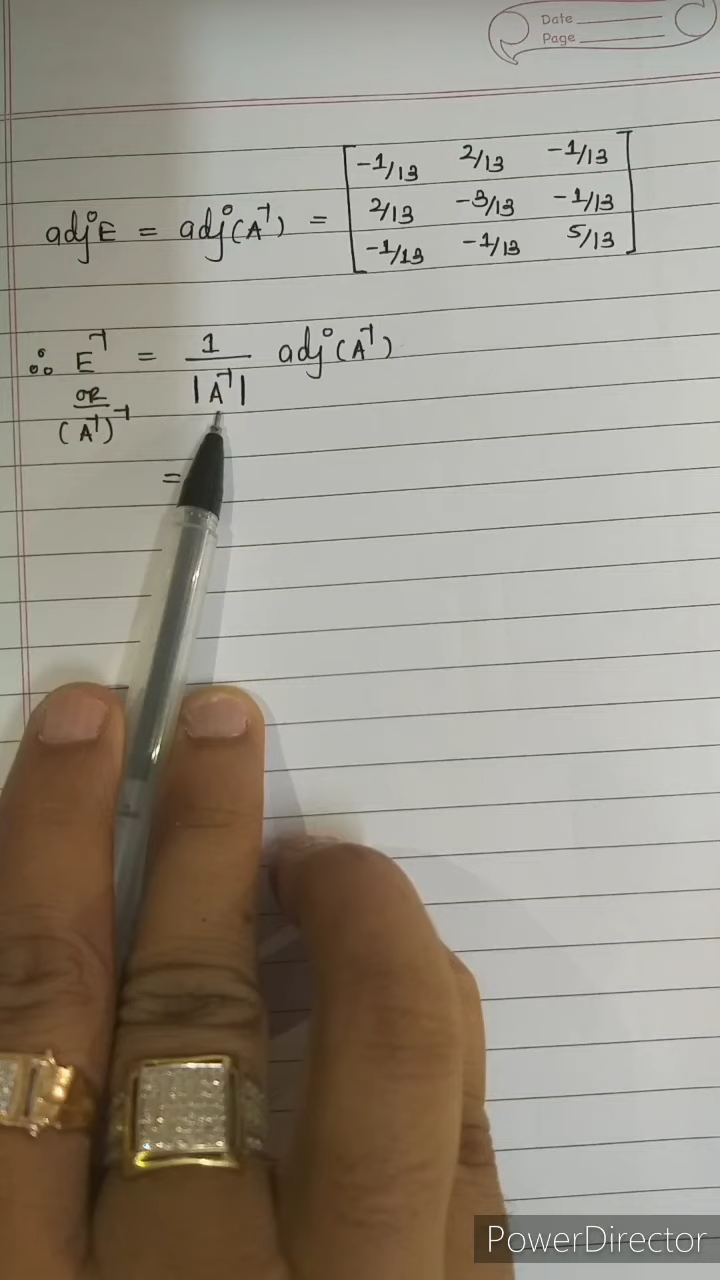 Date
Page
adj E = adj (A⁻¹) = [ -1/13 2/13 -1/13
2/13 -3/13 -1/13
-1/13 -1/13 5/13 ]
∴ E⁻¹ = 1/|A⁻¹| adj (A⁻¹)
OR
(A⁻¹)⁻¹
=
PowerDirector